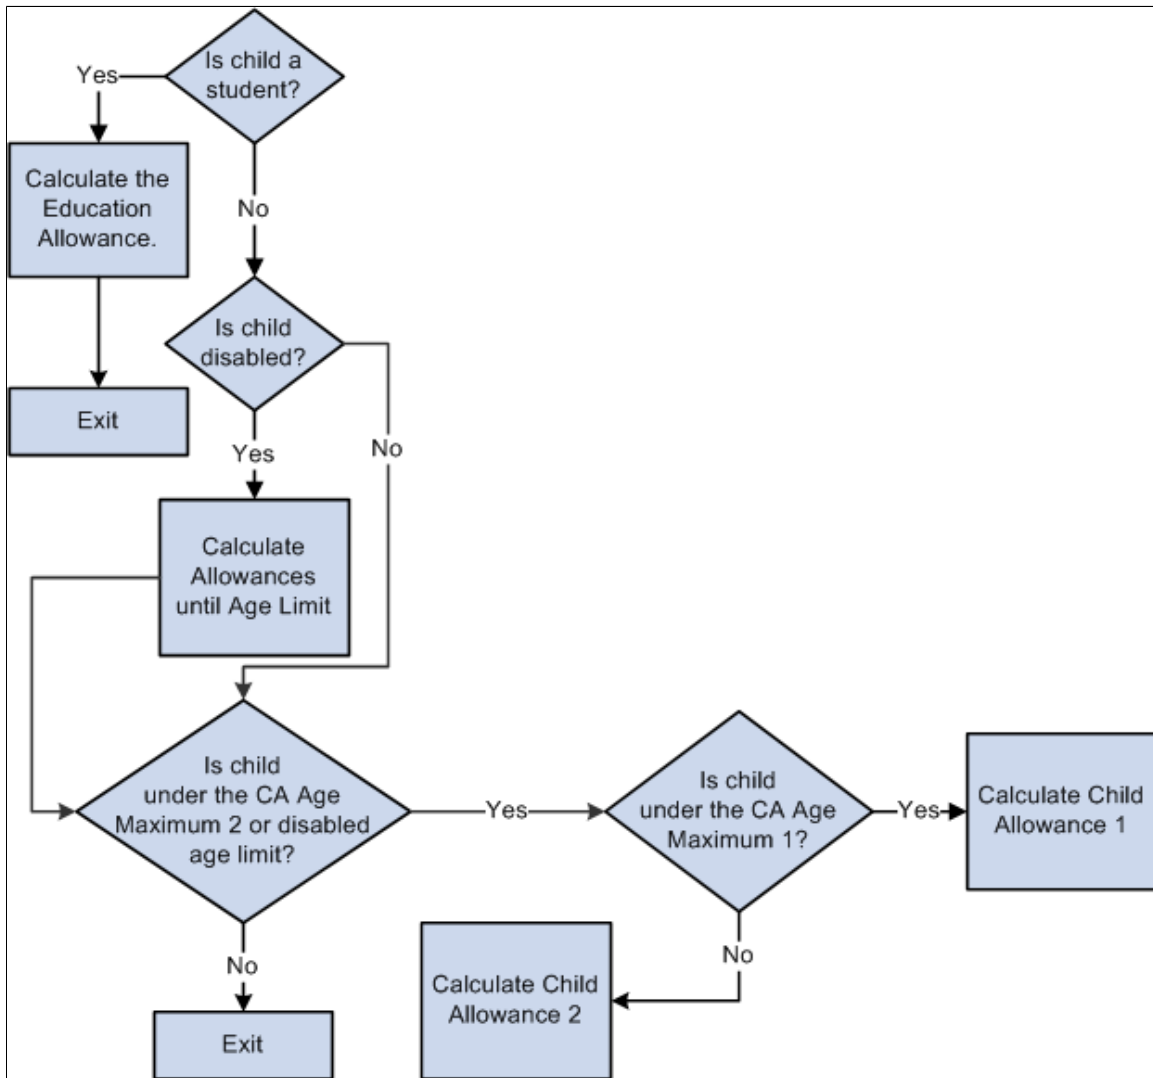 Is child a
student?
Yes
Calculate the
Education
Allowance.
No
Is child
disabled?
Exit
Yes
No
Calculate
Allowances
until Age Limit
Is child
under the CA Age
Maximum 2 or disabled
age limit?
Yes
Is child
under the CA Age
Maximum 1?
Yes
Calculate Child
Allowance 1
No
Exit
No
Calculate Child
Allowance 2